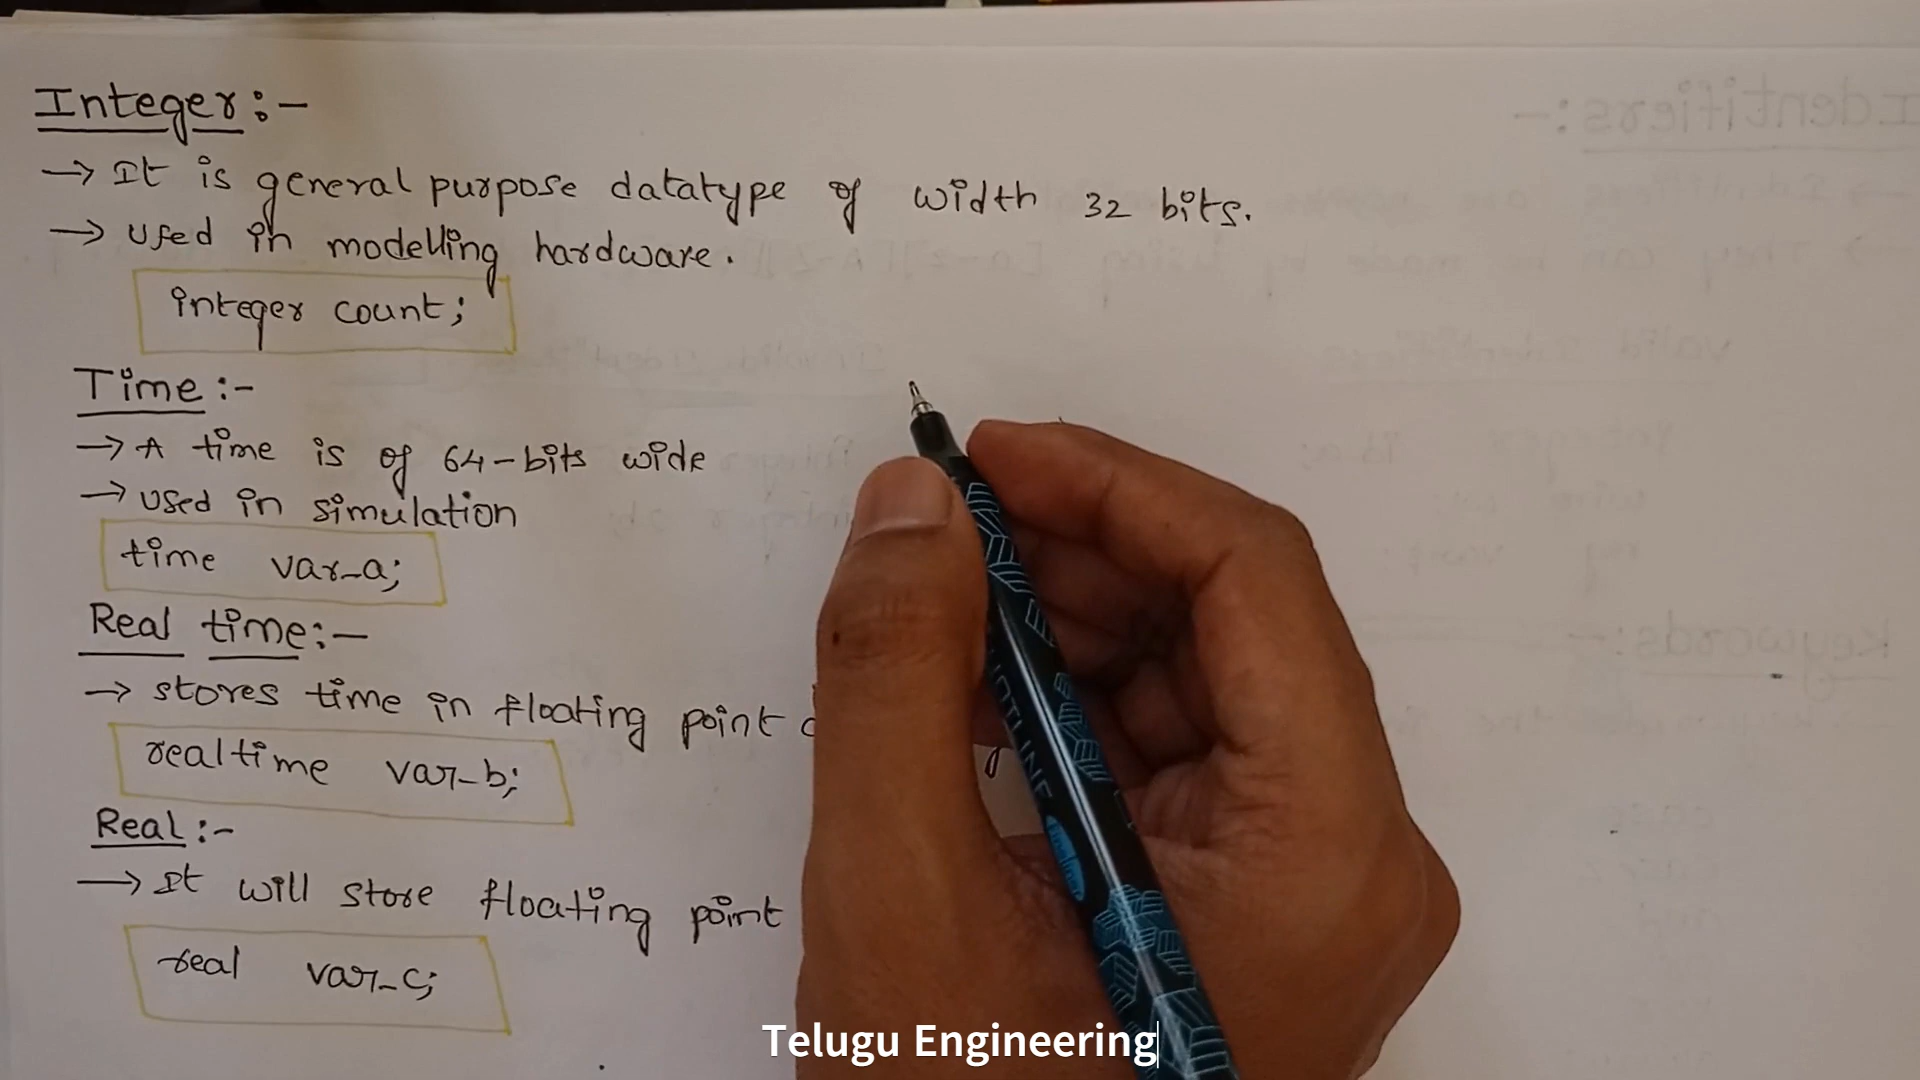 Integer:-
→ It is general purpose datatype of width 32 bits.
→ Used in modelling hardware.
integer count;
Time:-
→ A time is of 64-bits wide
→ Used in simulation
time var_a;
Real time:-
→ stores time in floating point
realtime var_b;
Real:-
→ It will store floating point
real var_c;
Identifiers:-
Keywords:-
Telugu Engineering